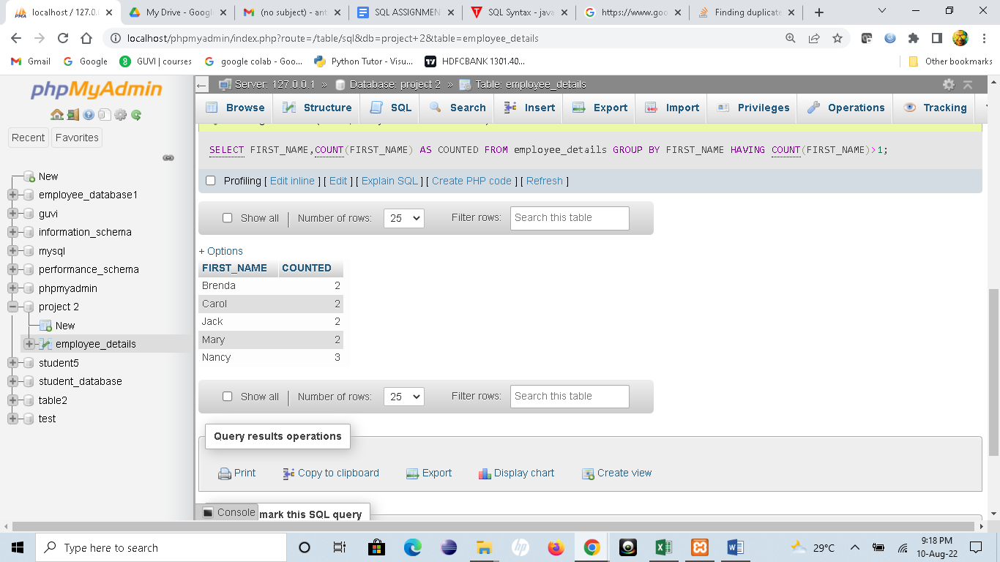 localhost / 127.0.0
My Drive - Googl
(no subject) - ant
SQL ASSIGNMEN
SQL Syntax - java
https://www.goo
Finding duplicate
localhost/phpmyadmin/index.php?route=/table/sql&db=project+2&table=employee_details
Gmail Google GUVI | courses google colab - Goo... Python Tutor - Visu... HDFCBANK 1301.40... Other bookmarks
phpMyAdmin
Recent Favorites
New
employee_database1
guvi
information_schema
mysql
performance_schema
phpmyadmin
project 2
New
employee_details
student5
student_database
table2
test
Server: 127.0.0.1 » Database: project 2 » Table: employee_details
Browse Structure SQL Search Insert Export Import Privileges Operations Tracking
SELECT FIRST_NAME,COUNT(FIRST_NAME) AS COUNTED FROM employee_details GROUP BY FIRST_NAME HAVING COUNT(FIRST_NAME)>1;
Profiling [ Edit inline ] [ Edit ] [ Explain SQL ] [ Create PHP code ] [ Refresh ]
Show all | Number of rows: 25 Filter rows: Search this table
+ Options
FIRST_NAME COUNTED
Brenda 2
Carol 2
Jack 2
Mary 2
Nancy 3
Show all | Number of rows: 25 Filter rows: Search this table
Query results operations
Print Copy to clipboard Export Display chart Create view
Console mark this SQL query
Type here to search
29°C
9:18 PM
10-Aug-22